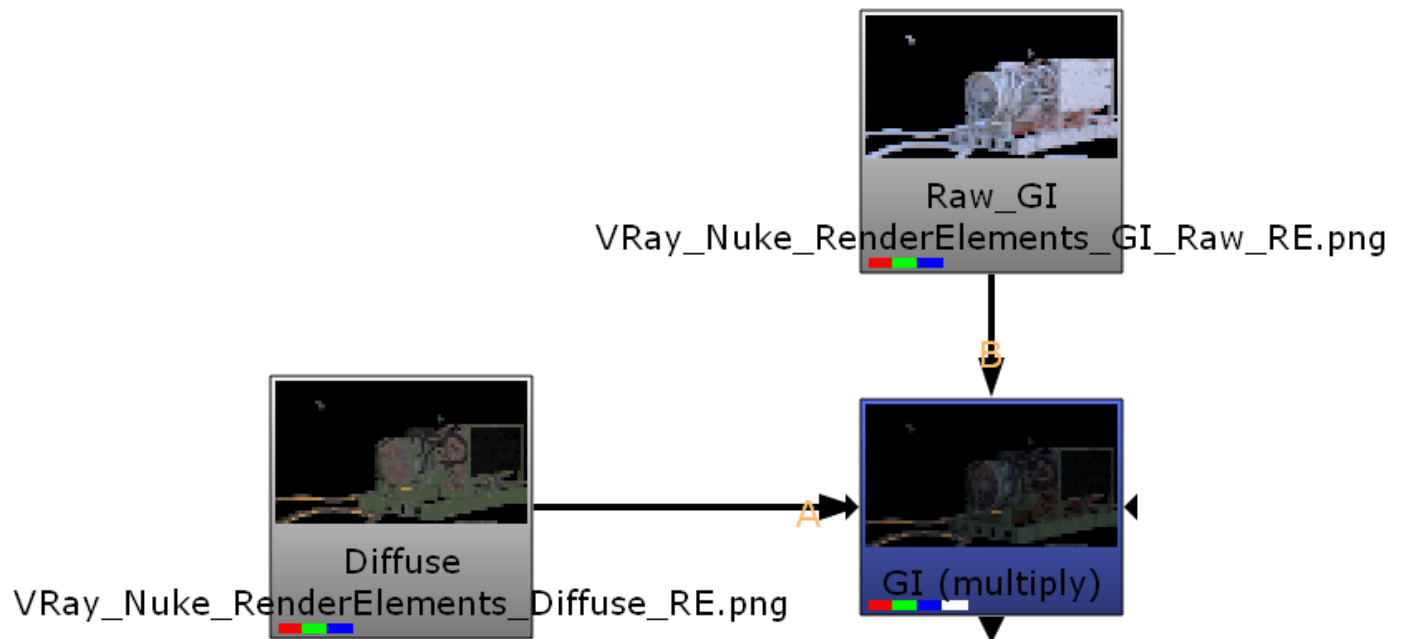 Raw_GI
VRay_Nuke_RenderElements_GI_Raw_RE.png
B
A
Diffuse
VRay_Nuke_RenderElements_Diffuse_RE.png
GI (multiply)